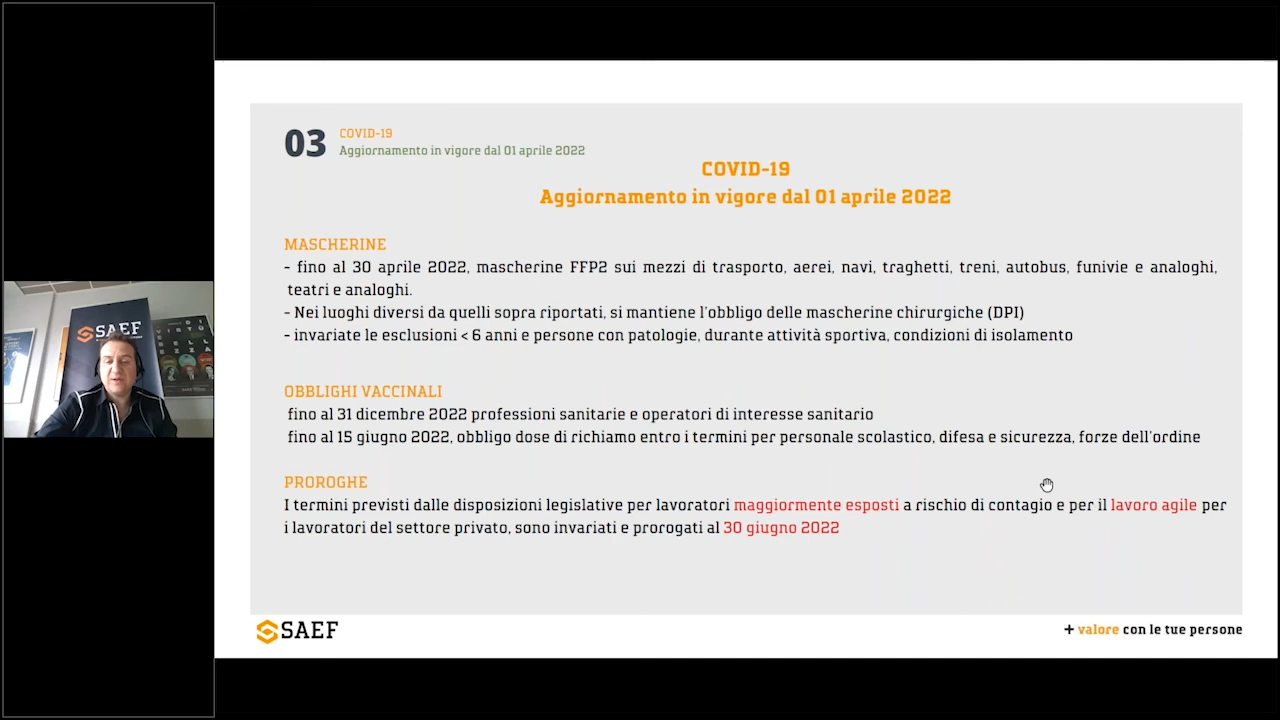 03
COVID-19
Aggiornamento in vigore dal 01 aprile 2022
COVID-19
Aggiornamento in vigore dal 01 aprile 2022
MASCHERINE
- fino al 30 aprile 2022, mascherine FFP2 sui mezzi di trasporto, aerei, navi, traghetti, treni, autobus, funivie e analoghi,
teatri e analoghi.
- Nei luoghi diversi da quelli sopra riportati, si mantiene l'obbligo delle mascherine chirurgiche (DPI)
- invariate le esclusioni < 6 anni e persone con patologie, durante attività sportiva, condizioni di isolamento
OBBLIGHI VACCINALI
fino al 31 dicembre 2022 professioni sanitarie e operatori di interesse sanitario
fino al 15 giugno 2022, obbligo dose di richiamo entro i termini per personale scolastico, difesa e sicurezza, forze dell'ordine
PROROGHE
I termini previsti dalle disposizioni legislative per lavoratori maggiormente esposti a rischio di contagio e per il lavoro agile per
i lavoratori del settore privato, sono invariati e prorogati al 30 giugno 2022
SAEF
+ valore con le tue persone
SAEF